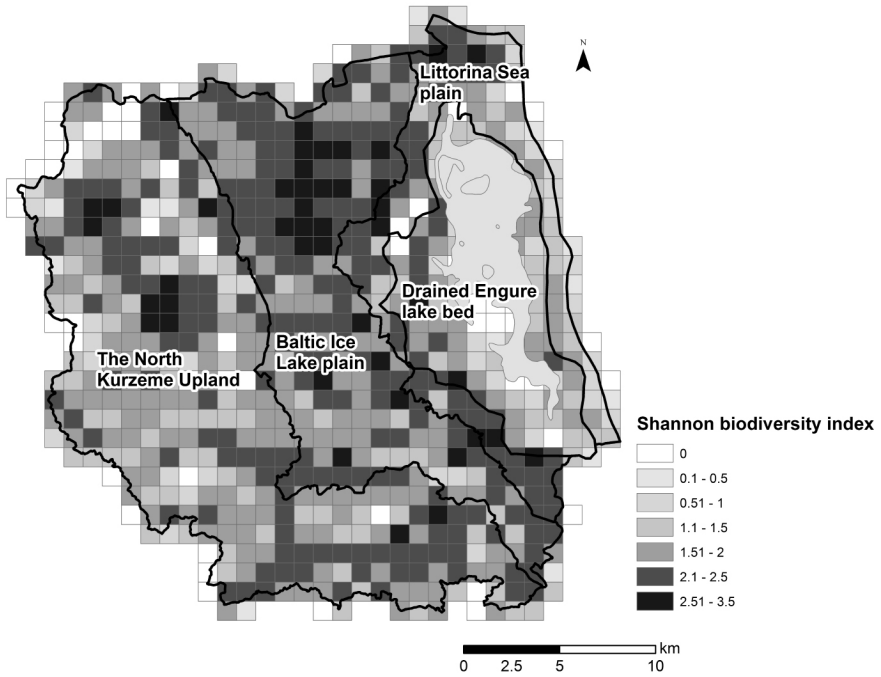 N
Littorina Sea
plain
Drained Engure
lake bed
Baltic Ice
Lake plain
The North
Kurzeme Upland
Shannon biodiversity index
0
0.1 - 0.5
0.51 - 1
1.1 - 1.5
1.51 - 2
2.1 - 2.5
2.51 - 3.5
km
0 2.5 5 10